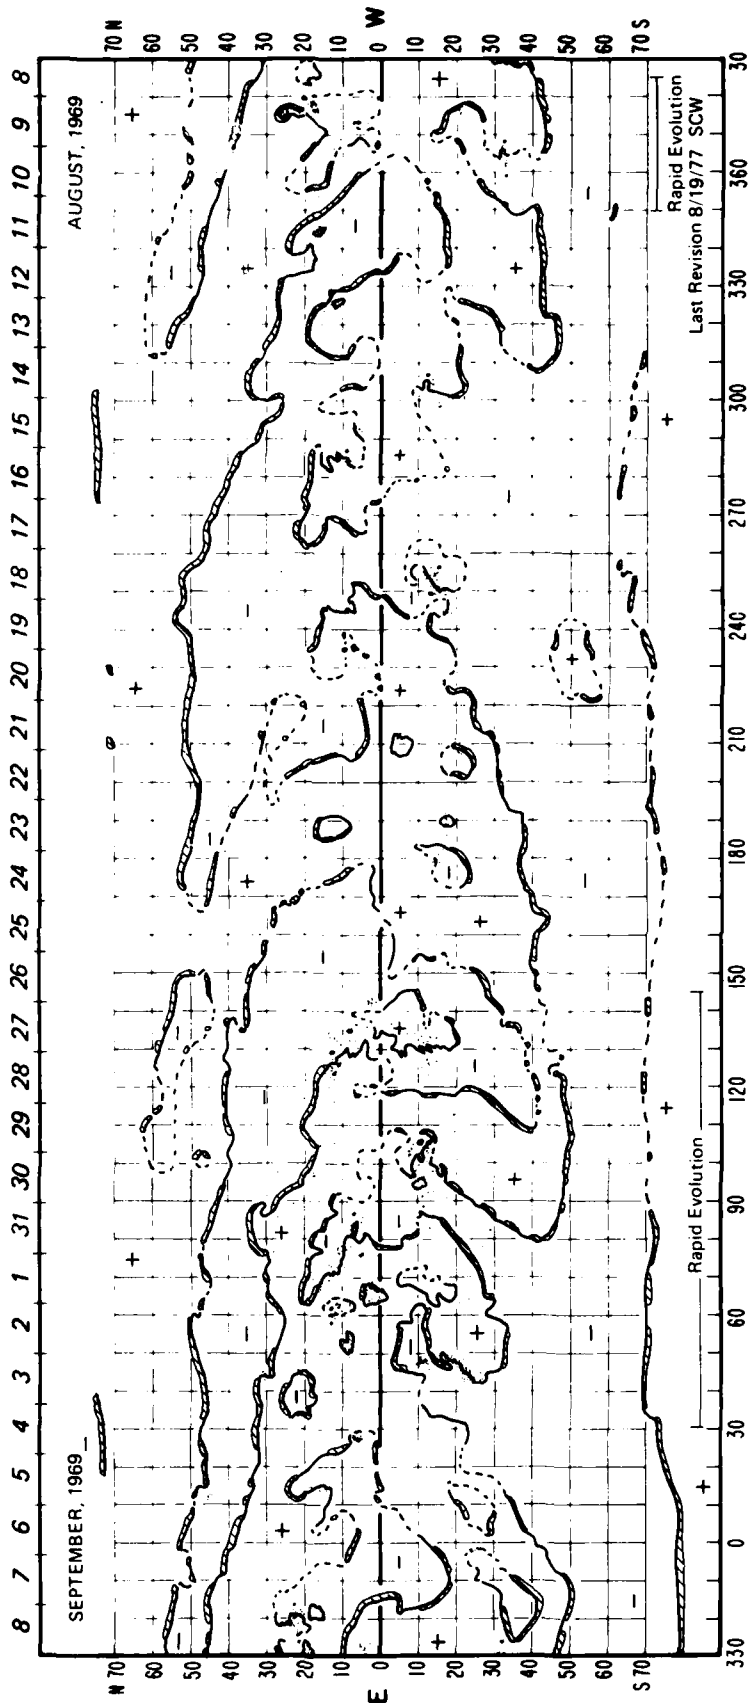 8 7 6 5 4 3 2 1 31 30 29 28 27 26 25 24 23 22 21 20 19 18 17 16 15 14 13 12 11 10 9 8
SEPTEMBER, 1969
AUGUST, 1969
N 70
60
50
40
30
20
10
E 0
10
20
30
40
50
60
S 70
70 N
60
50
40
30
20
10
0 W
10
20
30
40
50
60
70 S
Rapid Evolution
Rapid Evolution
Last Revision 8/19/77 SCW
330 0 30 60 90 120 150 180 210 240 270 300 330 360 30